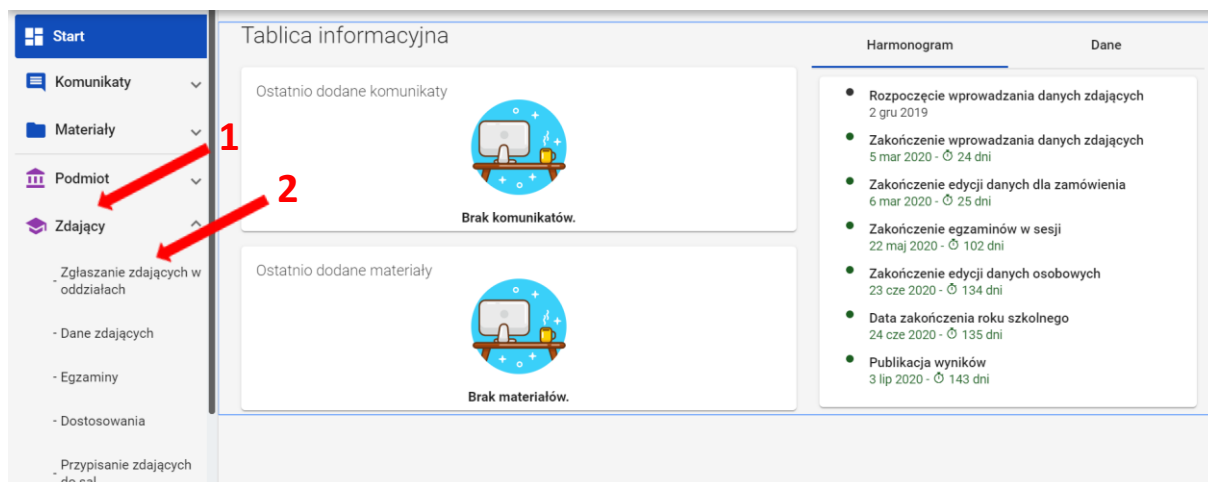 Start
Komunikaty
Materiały
Podmiot
Zdający
- Zgłaszanie zdających w
oddziałach
- Dane zdających
- Egzaminy
- Dostosowania
- Przypisanie zdających
do sal
1
2
Tablica informacyjna
Ostatnio dodane komunikaty
Brak komunikatów.
Ostatnio dodane materiały
Brak materiałów.
Harmonogram Dane
Rozpoczęcie wprowadzania danych zdających
2 gru 2019
Zakończenie wprowadzania danych zdających
5 mar 2020 - 24 dni
Zakończenie edycji danych dla zamówienia
6 mar 2020 - 25 dni
Zakończenie egzaminów w sesji
22 maj 2020 - 102 dni
Zakończenie edycji danych osobowych
23 cze 2020 - 134 dni
Data zakończenia roku szkolnego
24 cze 2020 - 135 dni
Publikacja wyników
3 lip 2020 - 143 dni